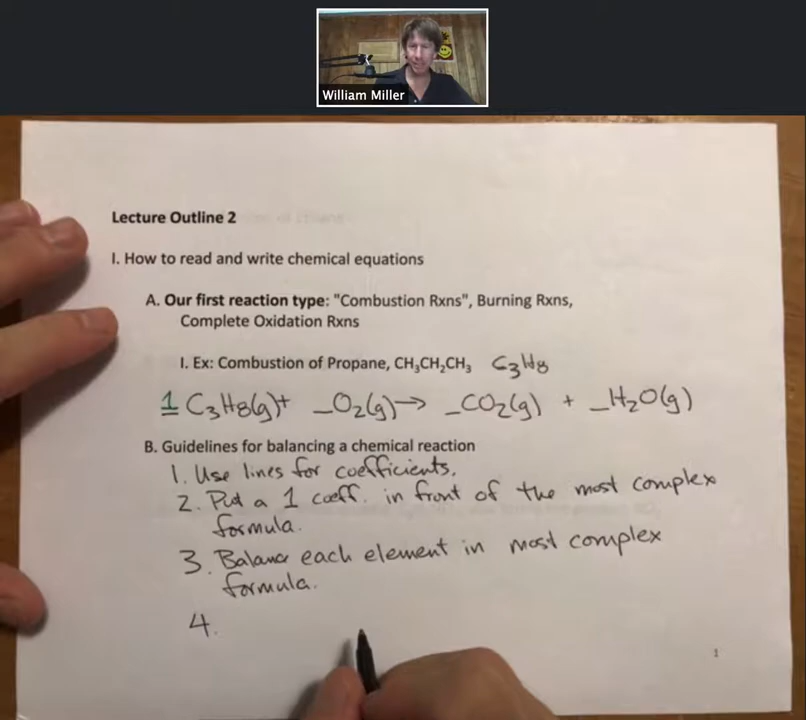 William Miller
Lecture Outline 2
I. How to read and write chemical equations
A. Our first reaction type: "Combustion Rxns", Burning Rxns,
Complete Oxidation Rxns
I. Ex: Combustion of Propane, CH₃CH₂CH₃ C₃H₈
1 C₃H₈(g) + _O₂(g) → _CO₂(g) + _H₂O(g)
B. Guidelines for balancing a chemical reaction
1. Use lines for coefficients.
2. Put a 1 coeff. in front of the most complex
formula.
3. Balance each element in most complex
formula.
4.
1